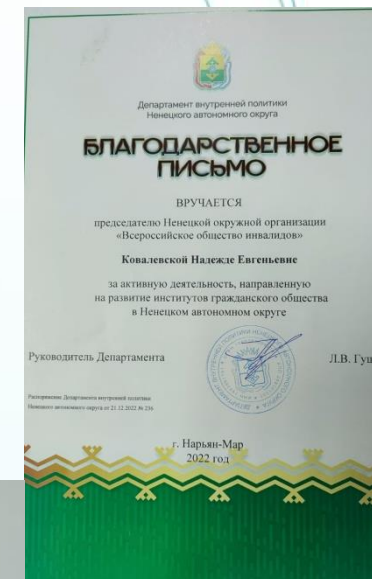 Департамент внутренней политики
Ненецкого автономного округа
БЛАГОДАРСТВЕННОЕ
ПИСЬМО
ВРУЧАЕТСЯ
председателю Ненецкой окружной организации
«Всероссийское общество инвалидов»
Ковалевской Надежде Евгеньевне
за активную деятельность, направленную
на развитие институтов гражданского общества
в Ненецком автономном округе
Руководитель Департамента
Л.В. Гущ
Распоряжение Департамента внутренней политики
Ненецкого автономного округа от 21.12.2022 № 256
г. Нарьян-Мар
2022 год